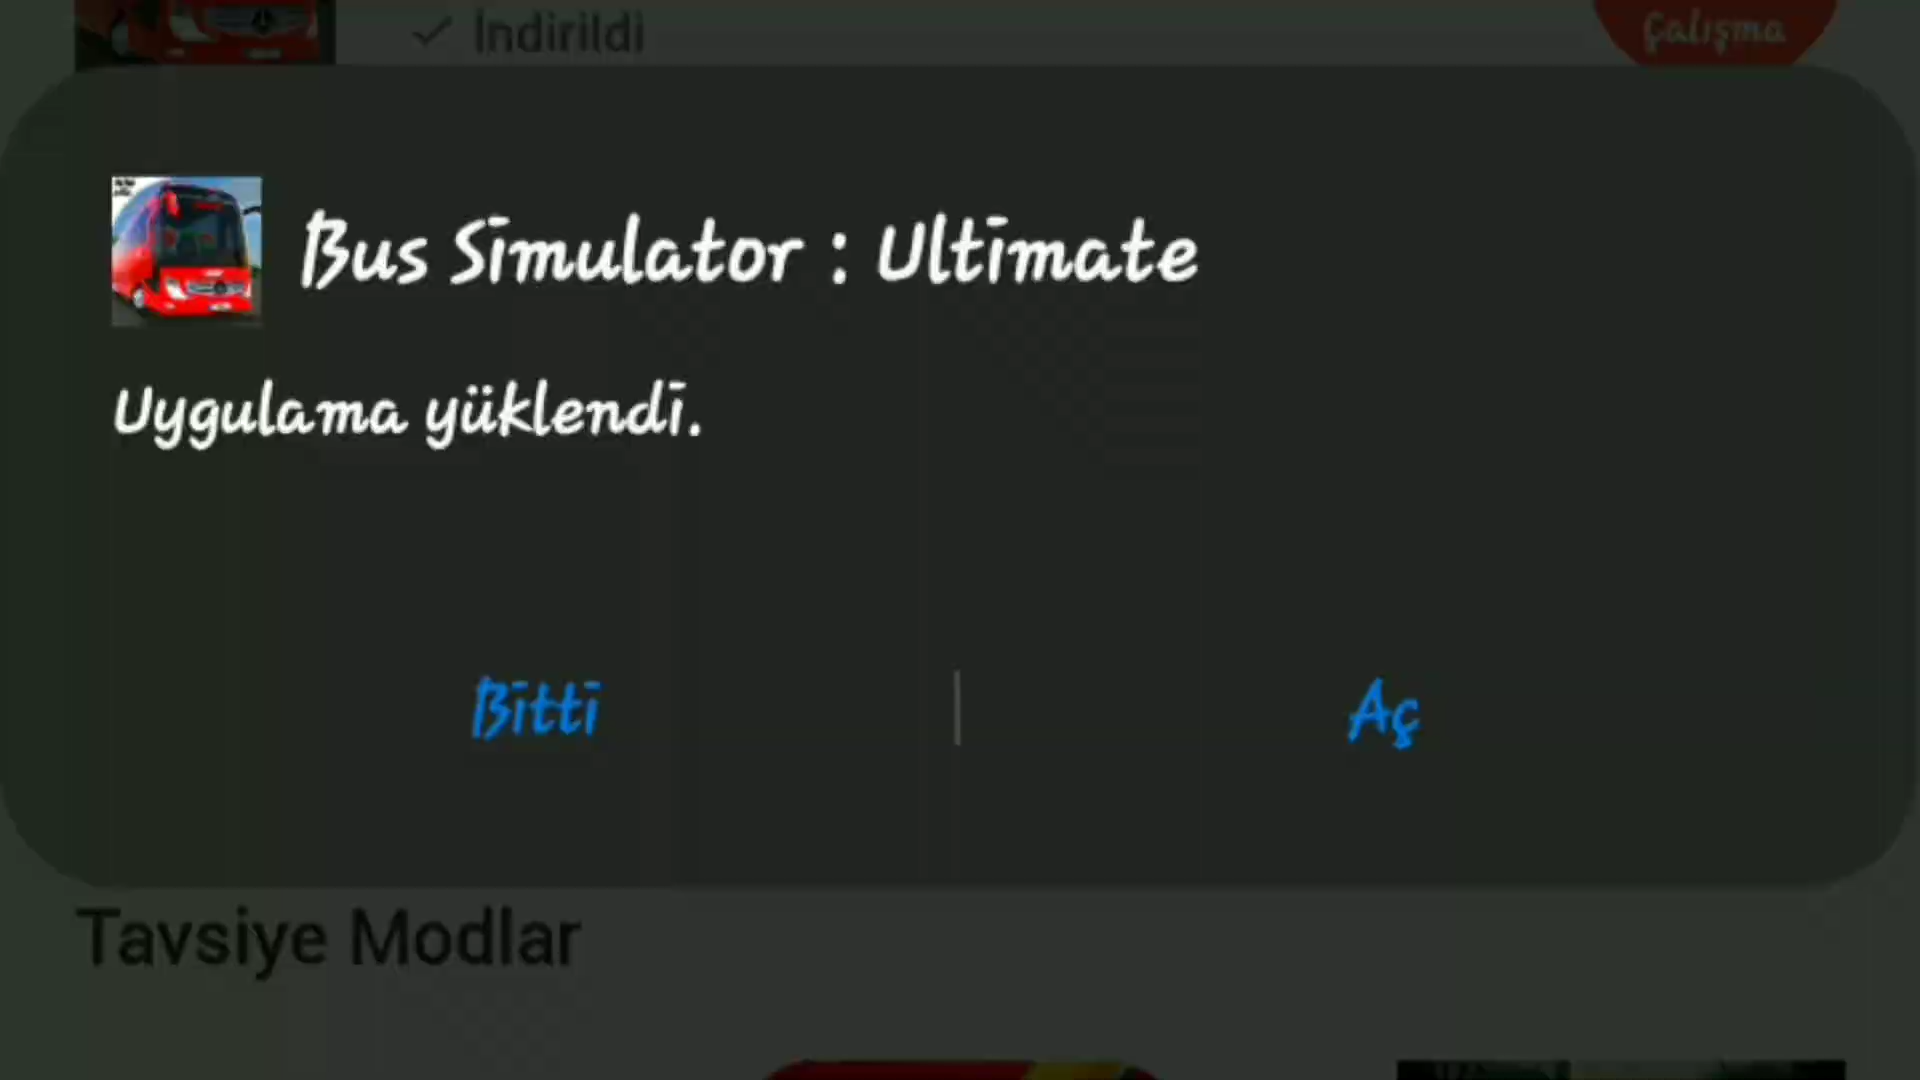 İndirildi
Çalışma
Bus Simulator : Ultimate
Uygulama yüklendi.
Bitti
Aç
Tavsiye Modlar